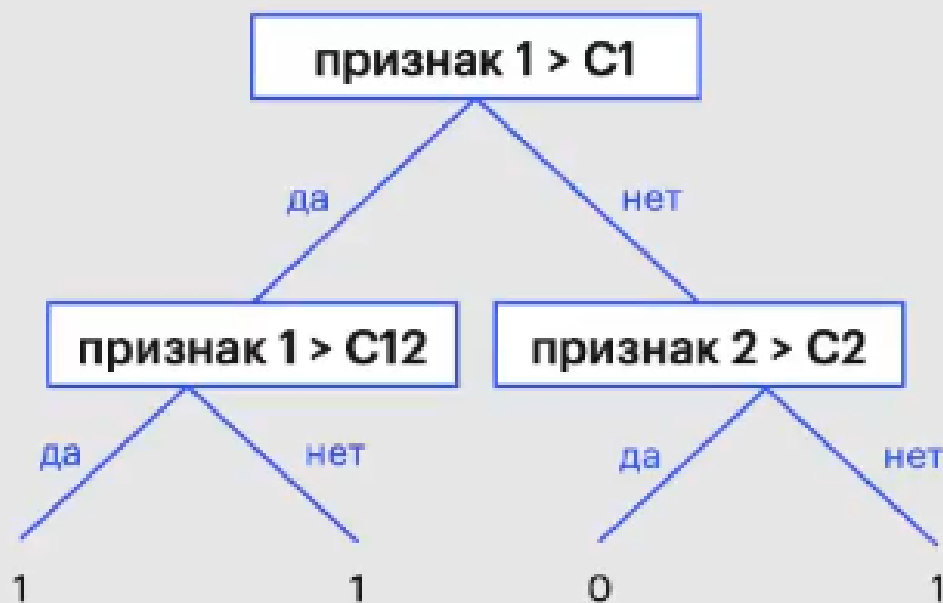 признак 1 > C1
да
нет
признак 1 > C12
признак 2 > C2
да
нет
да
нет
1
1
0
1